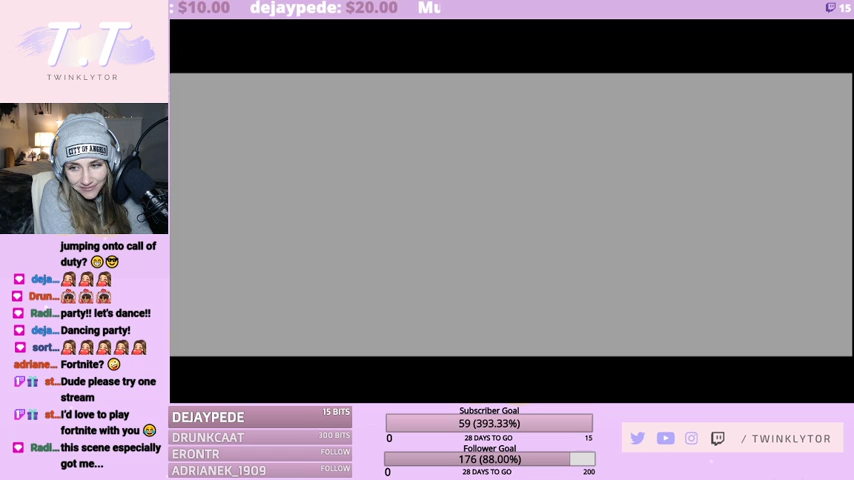 : $10.00 dejaypede: $20.00 Mu
15
T.T
TWINKLYTOR
CITY OF ANGELS
jumping onto call of
duty? 😁😎
deja...
Drun...
Radi... party!! let's dance!!
deja... Dancing party!
sort...
adriane... Fortnite? 🤪
st... Dude please try one
stream
st... I'd love to play
fortnite with you 😂
Radi... this scene especially
got me...
DEJAYPEDE 15 BITS
DRUNKCAAT 300 BITS
ERONTR FOLLOW
ADRIANEK_1909 FOLLOW
Subscriber Goal
59 (393.33%)
0 28 DAYS TO GO 15
Follower Goal
176 (88.00%)
0 28 DAYS TO GO 200
/ TWINKLYTOR